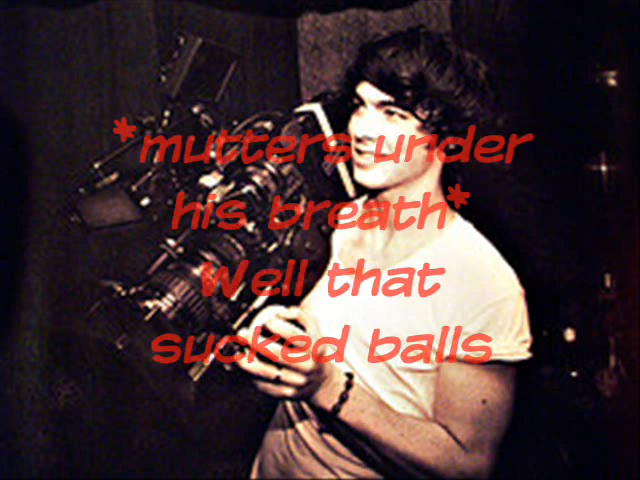 *mutters under
his breath*
Well that
sucked balls